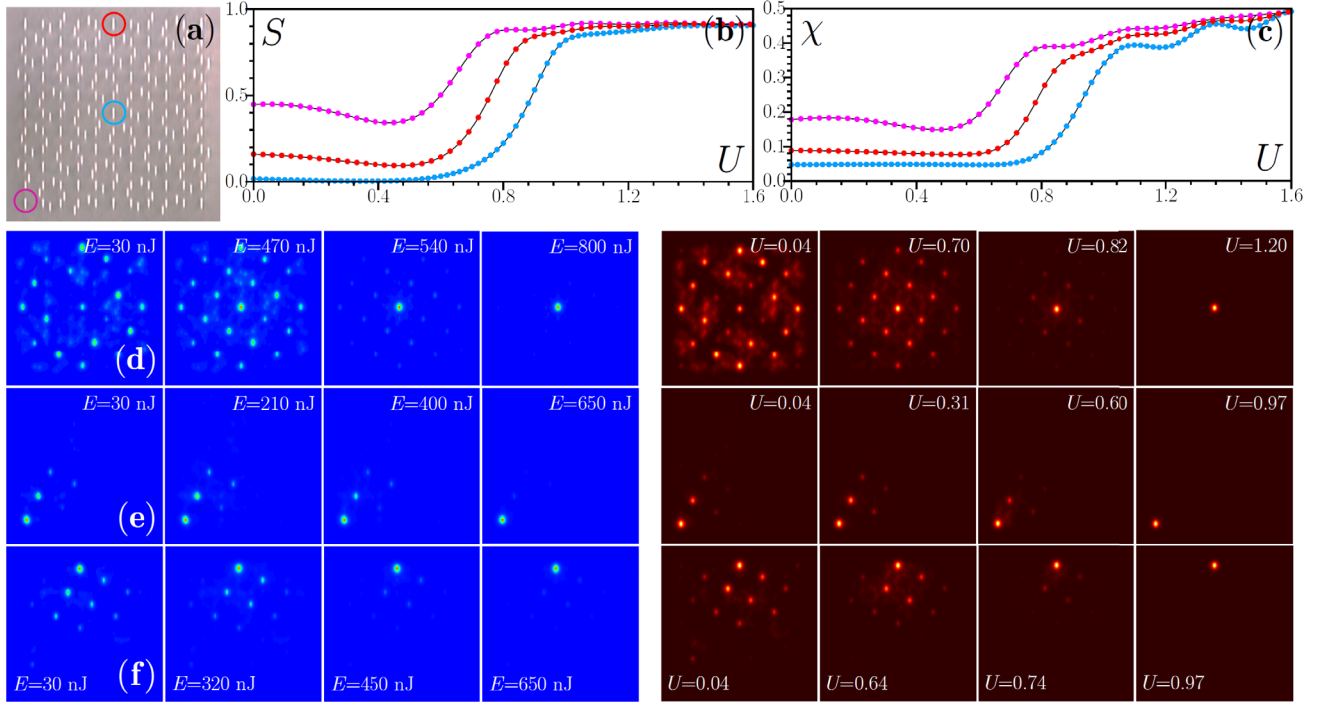 (a)
1.0
S
(b)
0.5
U
0.0
0.0 0.4 0.8 1.2 1.6
0.5
χ
(c)
0.4
0.3
0.2
0.1
U
0.0
0.0 0.4 0.8 1.2 1.6
E=30 nJ E=470 nJ E=540 nJ E=800 nJ U=0.04 U=0.70 U=0.82 U=1.20
(d)
E=30 nJ E=210 nJ E=400 nJ E=650 nJ U=0.04 U=0.31 U=0.60 U=0.97
(e)
(f)
E=30 nJ E=320 nJ E=450 nJ E=650 nJ U=0.04 U=0.64 U=0.74 U=0.97